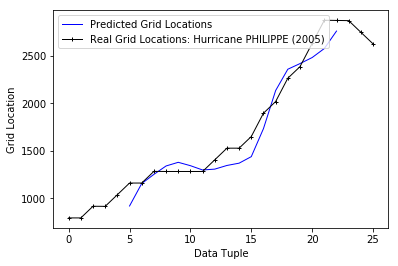 Predicted Grid Locations
Real Grid Locations: Hurricane PHILIPPE (2005)
2500
2000
1500
1000
Grid Location
0 5 10 15 20 25
Data Tuple